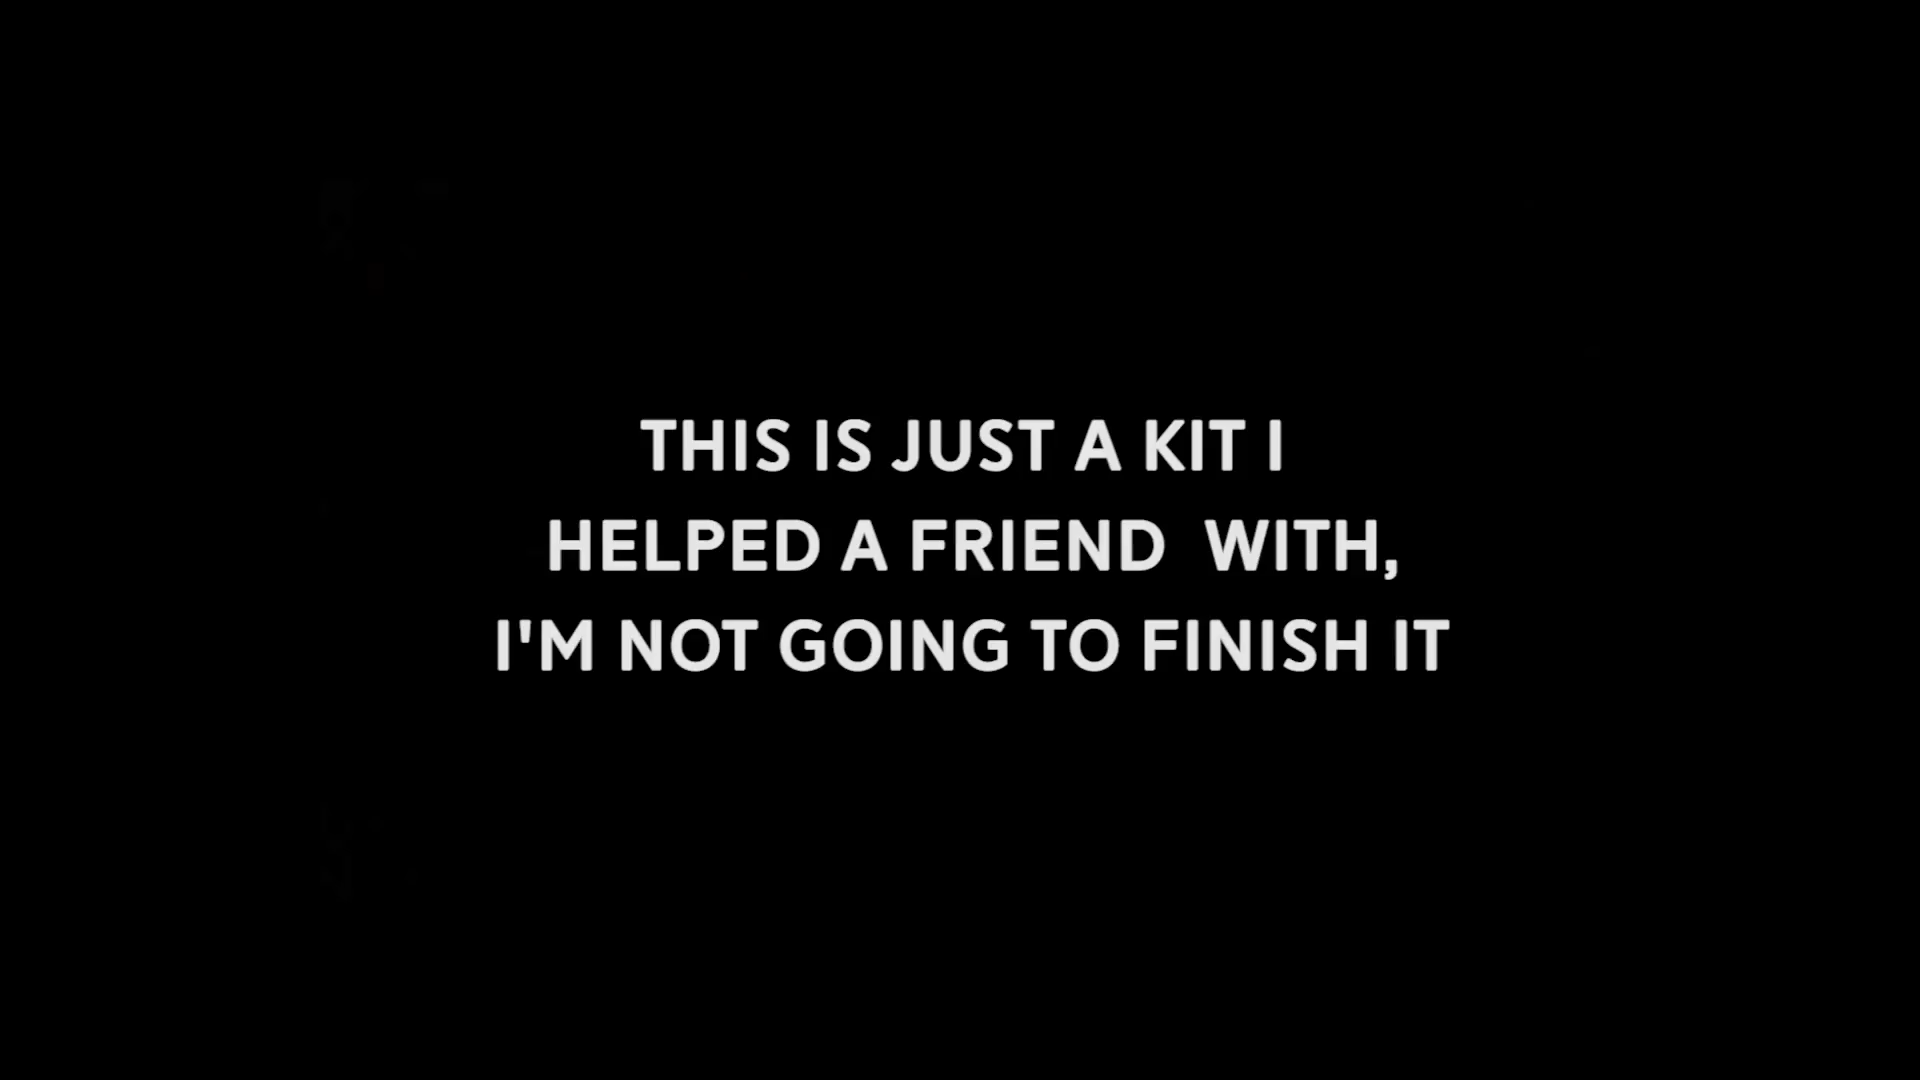 THIS IS JUST A KIT I
HELPED A FRIEND  WITH,
I'M NOT GOING TO FINISH IT